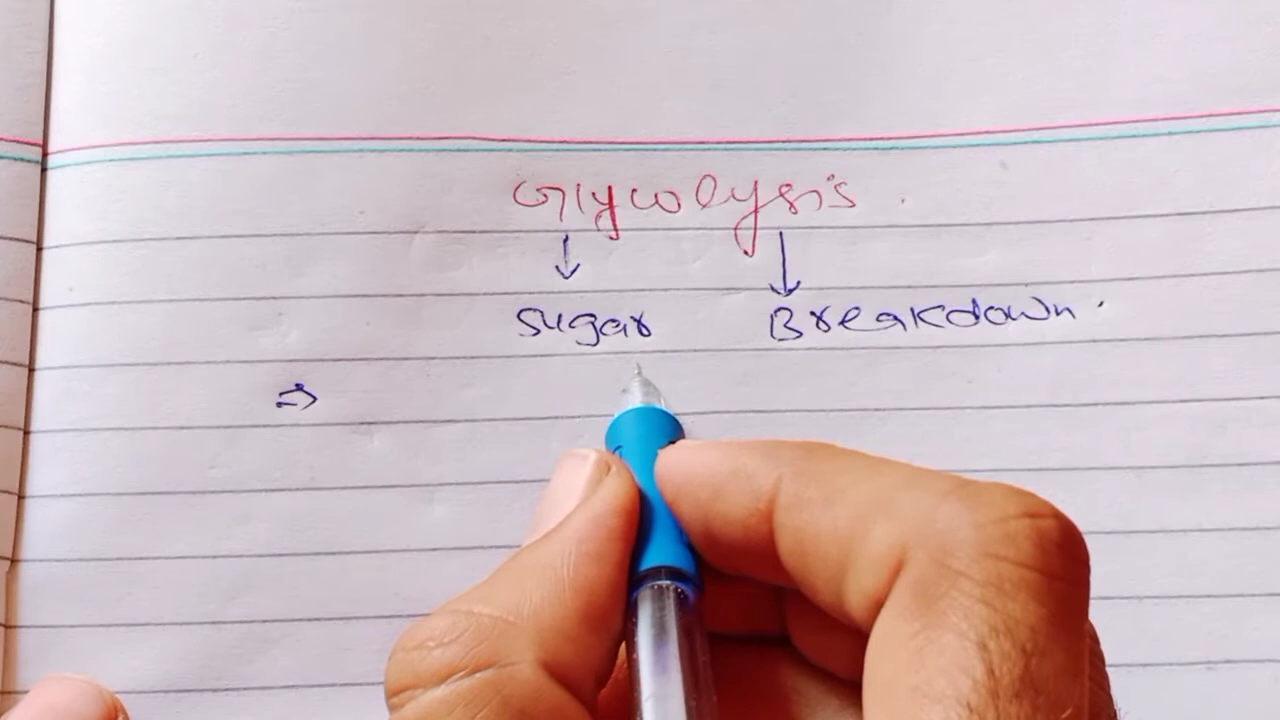 Glycolysis.
↓ ↓
Sugar Breakdown.
⇒